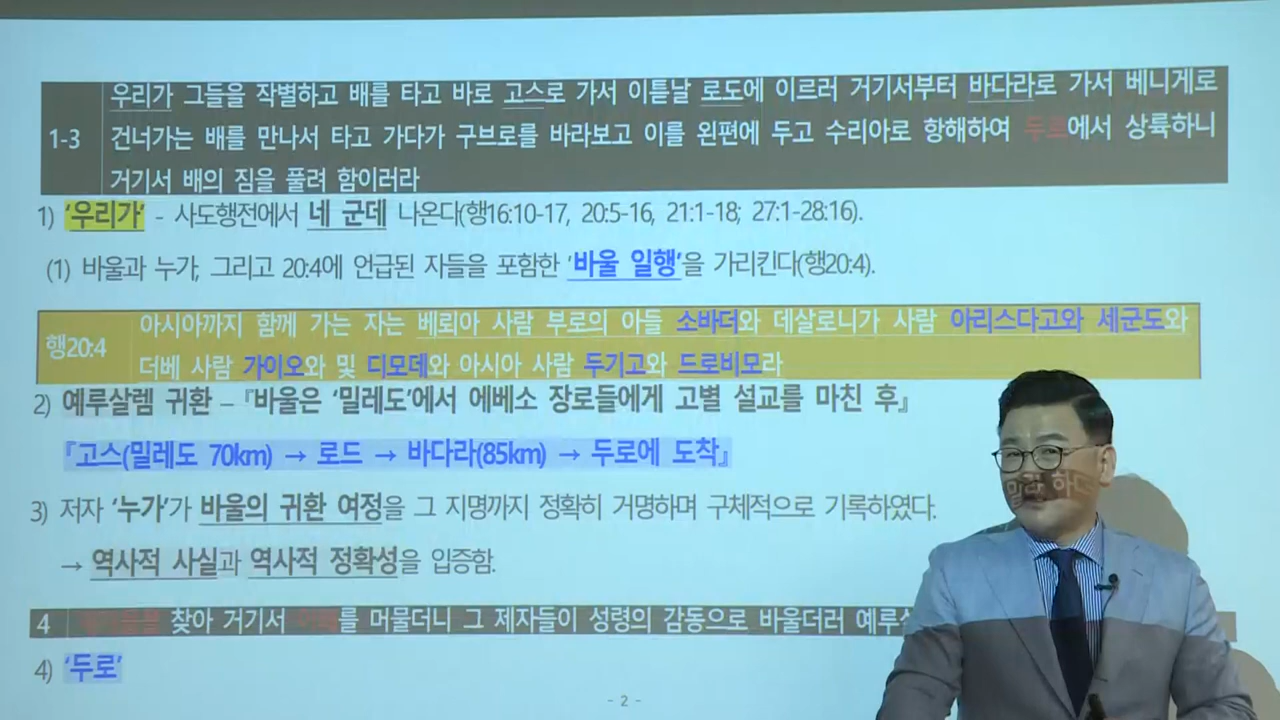 1-3 우리가 그들을 작별하고 배를 타고 바로 고스로 가서 이튿날 로도에 이르러 거기서부터 바다라로 가서 베니게로
건너가는 배를 만나서 타고 가다가 구브로를 바라보고 이를 왼편에 두고 수리아로 항해하여 두로에서 상륙하니
거기서 배의 짐을 풀려 함이러라
1) ‘우리가’ - 사도행전에서 네 군데 나온다(행16:10-17, 20:5-16, 21:1-18; 27:1-28:16).
(1) 바울과 누가, 그리고 20:4에 언급된 자들을 포함한 ‘바울 일행’을 가리킨다(행20:4).
행20:4 아시아까지 함께 가는 자는 베뢰아 사람 부로의 아들 소바더와 데살로니가 사람 아리스다고와 세군도와
더베 사람 가이오와 및 디모데와 아시아 사람 두기고와 드로비모라
2) 예루살렘 귀환 – 『바울은 ‘밀레도’에서 에베소 장로들에게 고별 설교를 마친 후』
『고스(밀레도 70km) → 로드 → 바다라(85km) → 두로에 도착』
3) 저자 ‘누가’가 바울의 귀환 여정을 그 지명까지 정확히 거명하며 구체적으로 기록하였다.
→ 역사적 사실과 역사적 정확성을 입증함.
4 찾아 거기서 를 머물더니 그 제자들이 성령의 감동으로 바울더러 예루살
4) ‘두로’
- 2 -